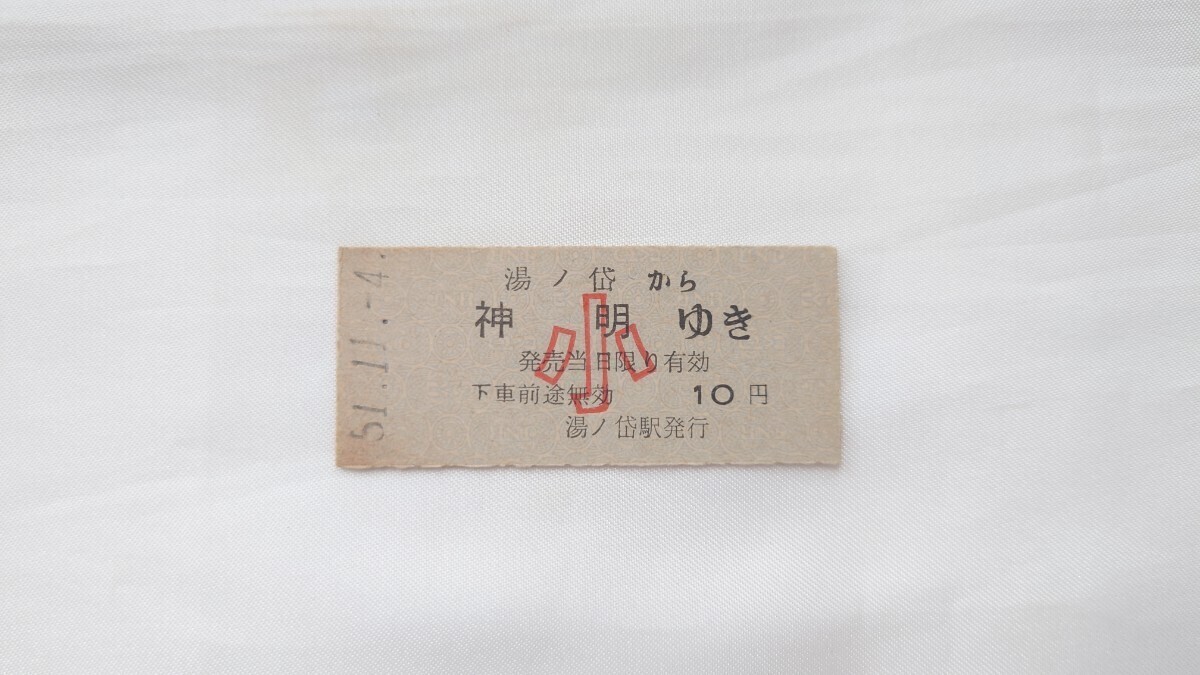 湯ノ岱から
神明ゆき
小
発売当日限り有効
下車前途無効 10円
湯ノ岱駅発行
51.11.-4.